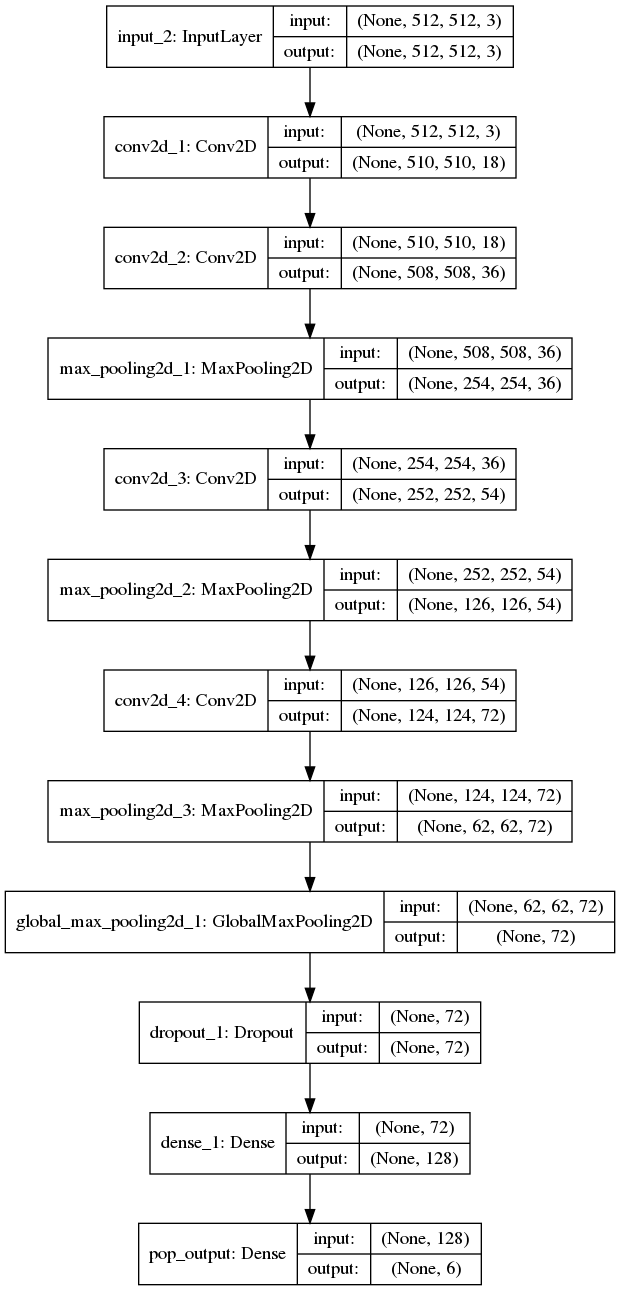 input_2: InputLayer
input: (None, 512, 512, 3)
output: (None, 512, 512, 3)
conv2d_1: Conv2D
input: (None, 512, 512, 3)
output: (None, 510, 510, 18)
conv2d_2: Conv2D
input: (None, 510, 510, 18)
output: (None, 508, 508, 36)
max_pooling2d_1: MaxPooling2D
input: (None, 508, 508, 36)
output: (None, 254, 254, 36)
conv2d_3: Conv2D
input: (None, 254, 254, 36)
output: (None, 252, 252, 54)
max_pooling2d_2: MaxPooling2D
input: (None, 252, 252, 54)
output: (None, 126, 126, 54)
conv2d_4: Conv2D
input: (None, 126, 126, 54)
output: (None, 124, 124, 72)
max_pooling2d_3: MaxPooling2D
input: (None, 124, 124, 72)
output: (None, 62, 62, 72)
global_max_pooling2d_1: GlobalMaxPooling2D
input: (None, 62, 62, 72)
output: (None, 72)
dropout_1: Dropout
input: (None, 72)
output: (None, 72)
dense_1: Dense
input: (None, 72)
output: (None, 128)
pop_output: Dense
input: (None, 128)
output: (None, 6)